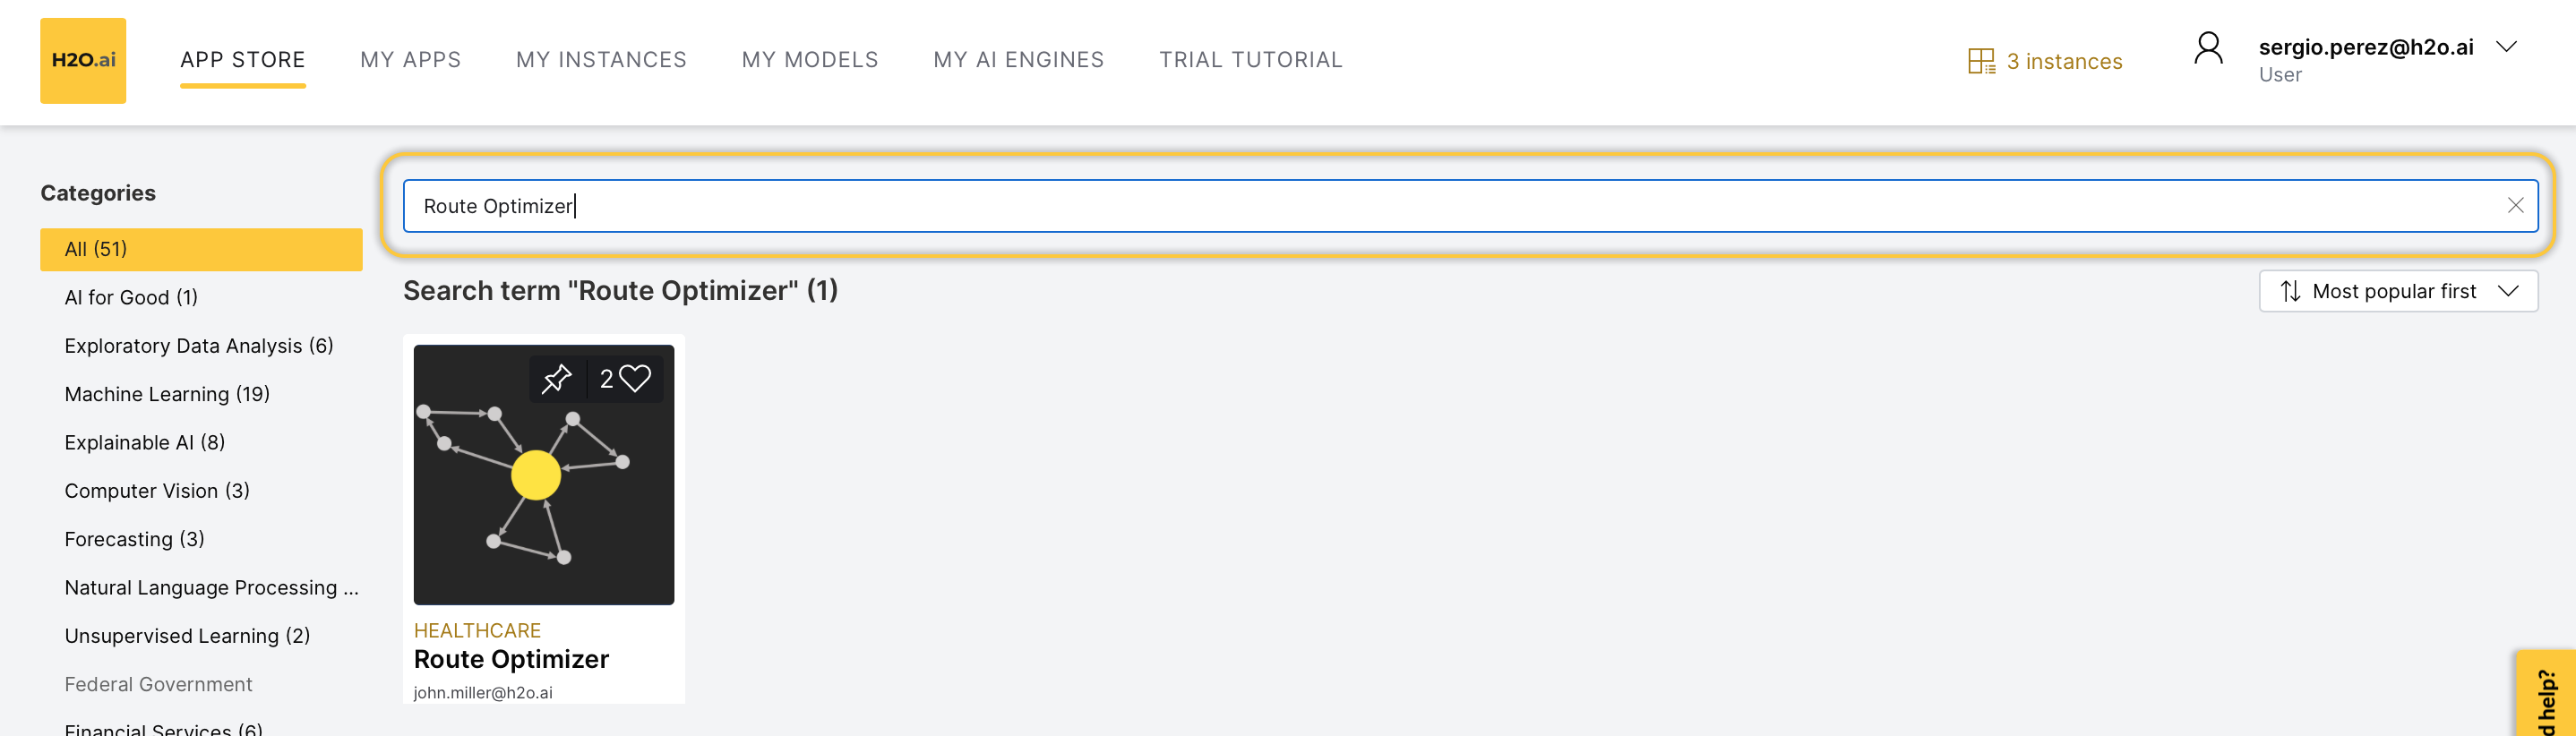 H2O.ai
APP STORE
MY APPS
MY INSTANCES
MY MODELS
MY AI ENGINES
TRIAL TUTORIAL
3 instances
sergio.perez@h2o.ai
User
Categories
All (51)
AI for Good (1)
Exploratory Data Analysis (6)
Machine Learning (19)
Explainable AI (8)
Computer Vision (3)
Forecasting (3)
Natural Language Processing ...
Unsupervised Learning (2)
Federal Government
Financial Services (6)
Route Optimizer
Search term "Route Optimizer" (1)
Most popular first
2
HEALTHCARE
Route Optimizer
john.miller@h2o.ai
d help?